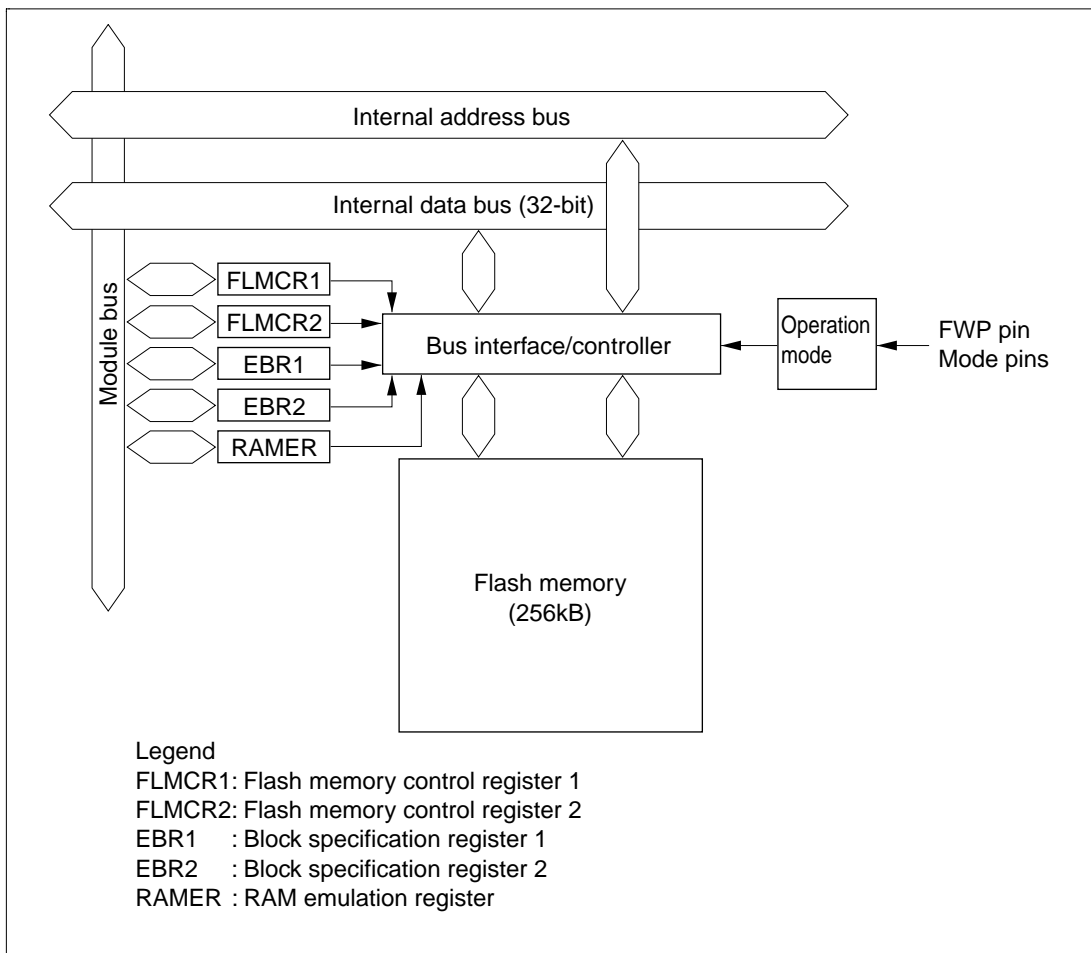 Internal address bus
Internal data bus (32-bit)
Module bus
FLMCR1
FLMCR2
EBR1
EBR2
RAMER
Bus interface/controller
Operation
mode
FWP pin
Mode pins
Flash memory
(256kB)
Legend
FLMCR1: Flash memory control register 1
FLMCR2: Flash memory control register 2
EBR1 : Block specification register 1
EBR2 : Block specification register 2
RAMER : RAM emulation register